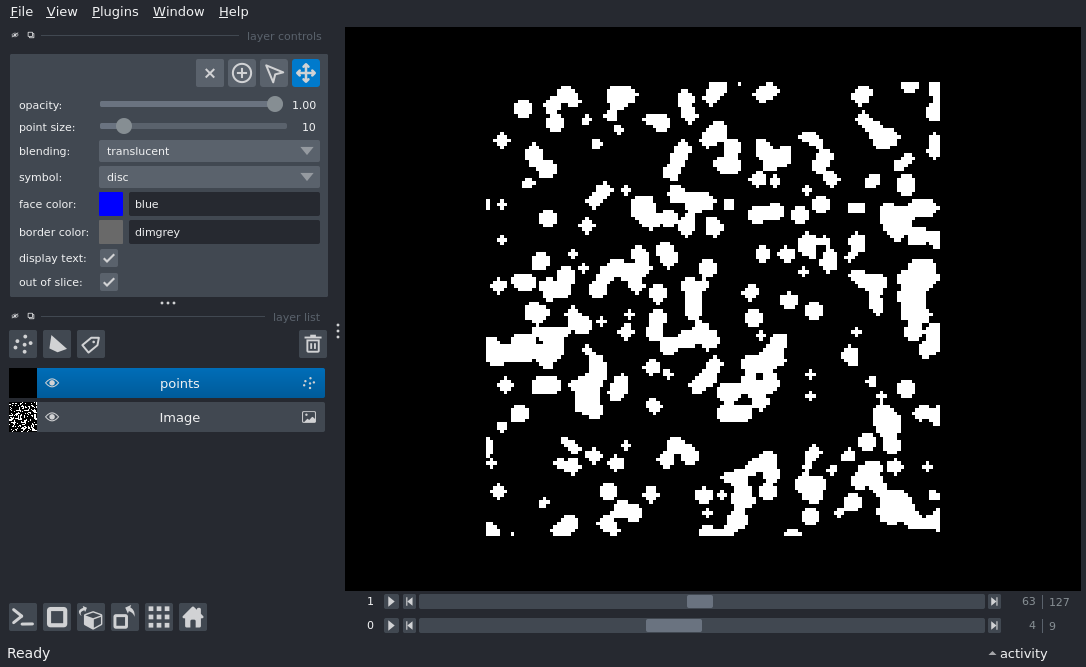 File View Plugins Window Help
layer controls
opacity: 1.00
point size: 10
blending: translucent
symbol: disc
face color: blue
border color: dimgrey
display text:
out of slice:
layer list
points
Image
1 63 127
0 4 9
Ready activity